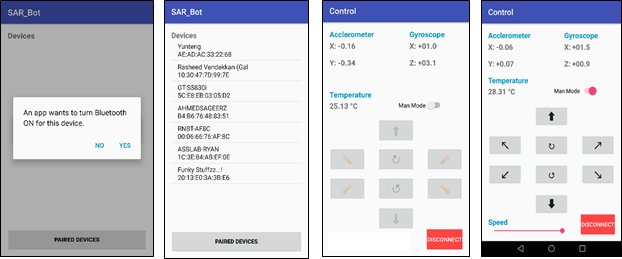 SAR_Bot
Devices
An app wants to turn Bluetooth
ON for this device.
NO YES
PAIRED DEVICES
SAR_Bot
Devices
Yunteng
AE:AD:AC:33:22:68
Rasheed Vendekkan (Gal
10:30:47:7D:99:7E
GT-S5830i
5C:E8:EB:03:05:D2
AHMEDSAGEERZ
B4:B6:76:48:83:51
RNBT-AF8C
00:06:66:76:AF:8C
ASBLAB-RYAN
1C:3E:84:AB:EF:0E
Funky Stuffzz...!
20:13:E0:3A:3B:E6
PAIRED DEVICES
Control
Acclerometer Gyroscope
X: -0.16 X: +01.0
Y: -0.34 Z: +03.1
Temperature
25.13 °C Man Mode
DISCONNECT
Control
Acclerometer Gyroscope
X: -0.06 X: +01.5
Y: +0.07 Z: +00.9
Temperature
28.31 °C Man Mode
Speed
DISCONNECT